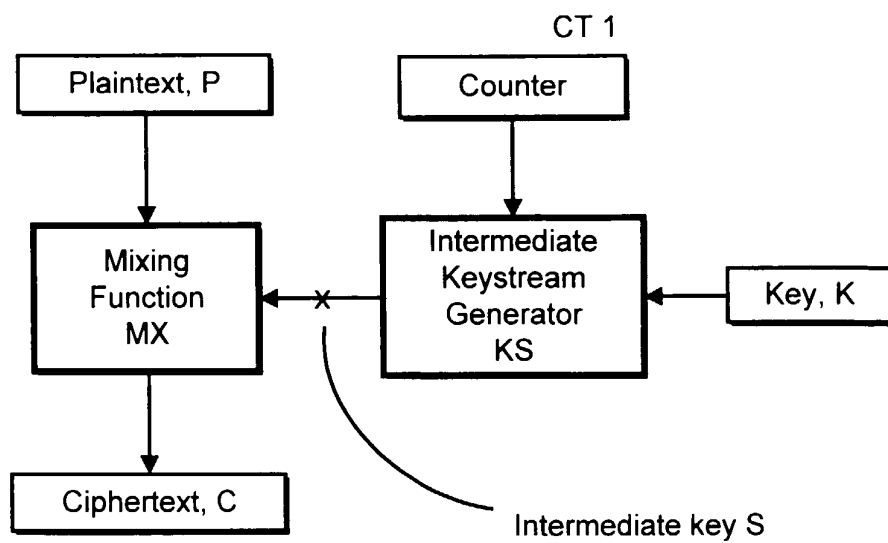 CT 1
Plaintext, P
Counter
Mixing
Function
MX
Intermediate
Keystream
Generator
KS
Key, K
Ciphertext, C
Intermediate key S